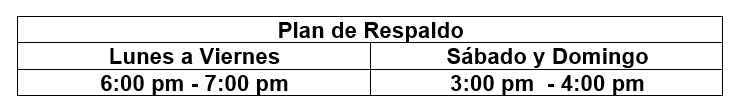 Plan de Respaldo
Lunes a Viernes Sábado y Domingo
6:00 pm - 7:00 pm 3:00 pm - 4:00 pm